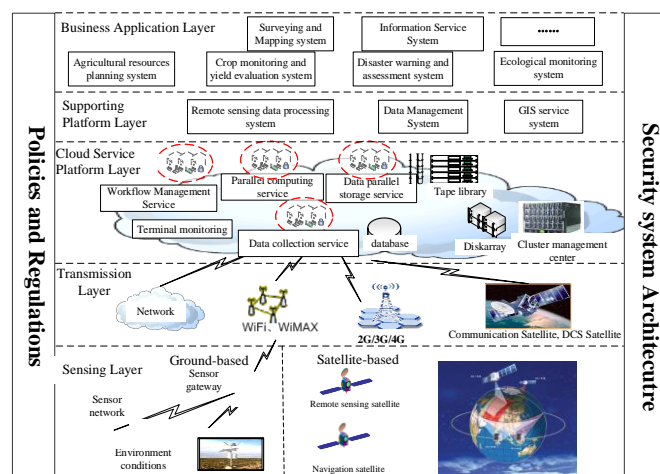 Business Application Layer
Surveying and
Mapping system
Information Service
System
......
Agricultural resources
planning system
Crop monitoring and
yield evaluation system
Disaster warning and
assessment system
Ecological monitoring
system
Supporting
Platform Layer
Remote sensing data processing
system
Data Management
System
GIS service
system
Cloud Service
Platform Layer
Workflow Management
Service
Parallel computing
service
Data parallel
storage service
Tape library
Terminal monitoring
Data collection service
database
Diskarray
Cluster management
center
Transmission
Layer
Network
WiFi、WiMAX
2G/3G/4G
Communication Satellite, DCS Satellite
Sensing Layer
Ground-based
Sensor
gateway
Sensor
network
Environment
conditions
Satellite-based
Remote sensing satellite
Navigation satellite
Policies and Regulations
Security system Architecutre